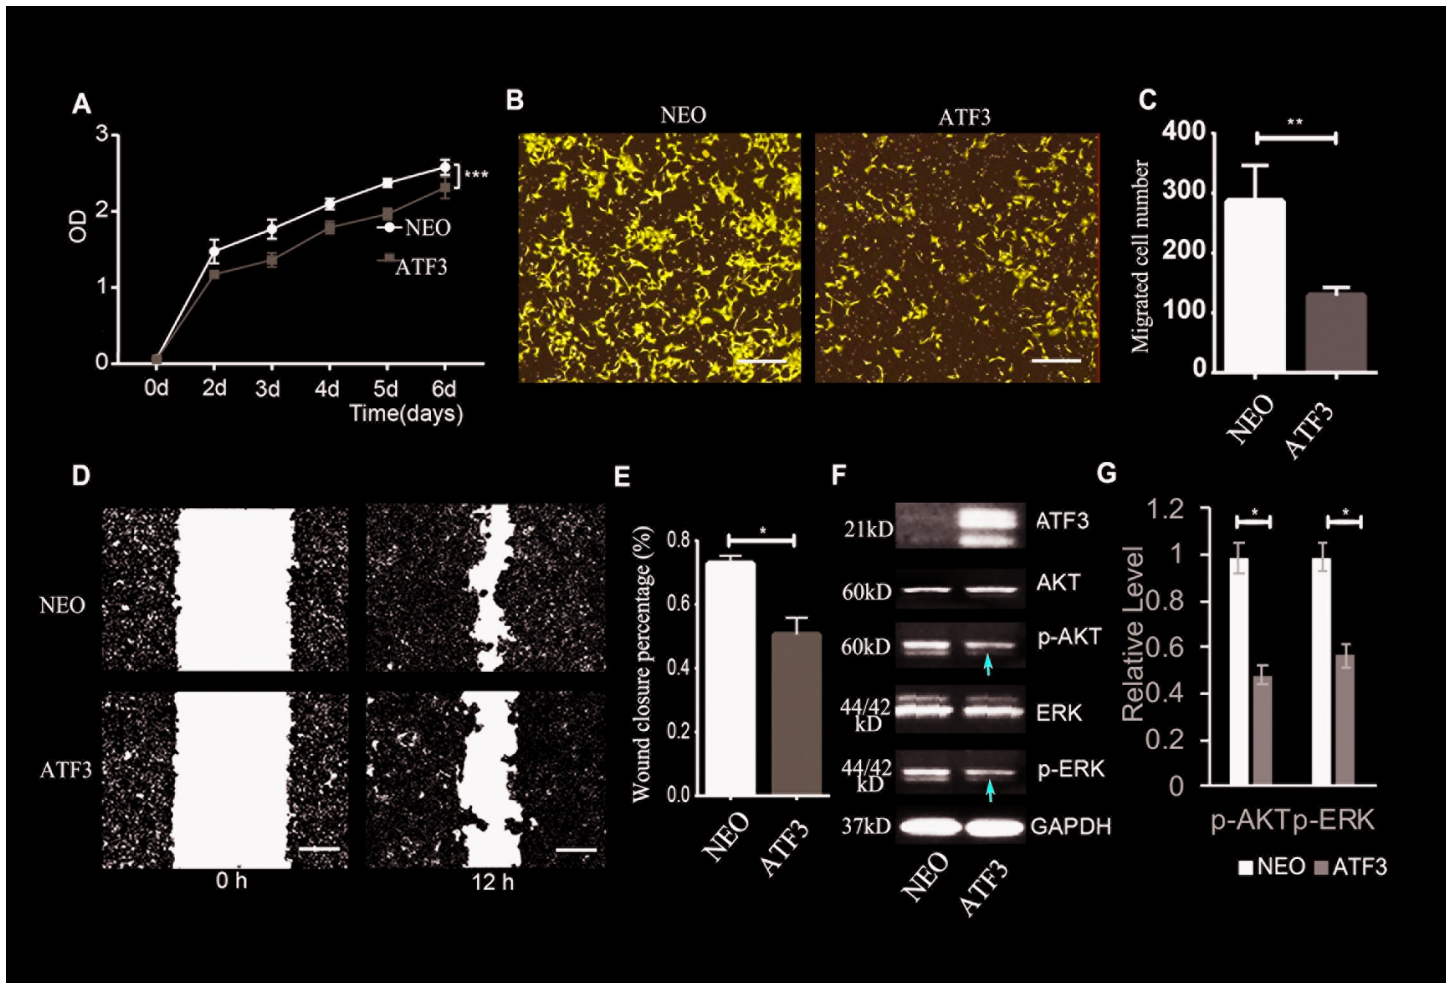 A
3
2
1
0
OD
***
NEO
ATF3
0d 2d 3d 4d 5d 6d
Time(days)
B
NEO ATF3
C
400
300
200
100
0
Migrated cell number
**
NEO ATF3
D
NEO
ATF3
0 h 12 h
E
0.8
0.6
0.4
0.2
0.0
Wound closure percentage (%)
*
NEO ATF3
F
21kD ATF3
60kD AKT
60kD p-AKT
44/42 ERK
kD
44/42 p-ERK
kD
37kD GAPDH
NEO ATF3
G
1.2
1
0.8
0.6
0.4
0.2
0
Relative Level
* *
p-AKT p-ERK
NEO ATF3